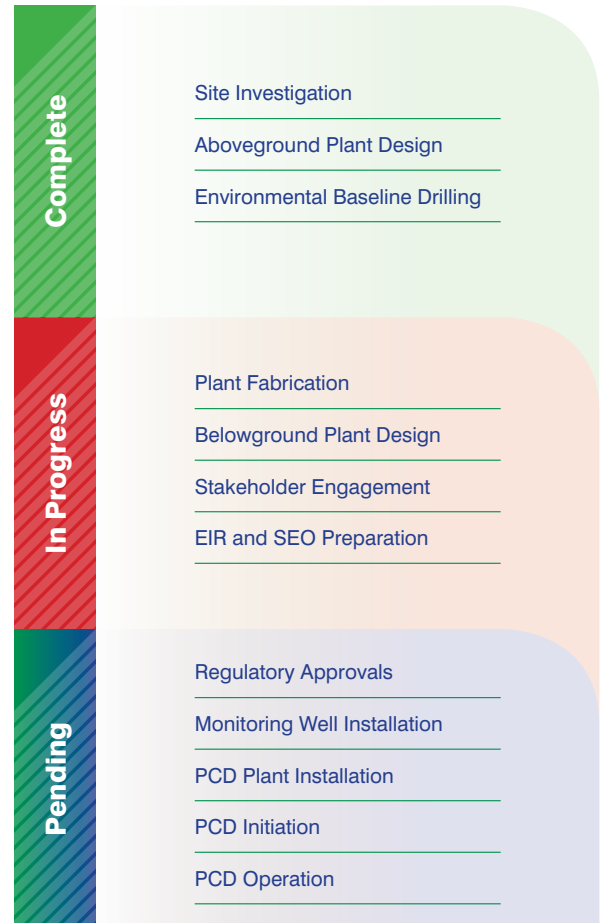 Complete
Site Investigation
Aboveground Plant Design
Environmental Baseline Drilling
In Progress
Plant Fabrication
Belowground Plant Design
Stakeholder Engagement
EIR and SEO Preparation
Pending
Regulatory Approvals
Monitoring Well Installation
PCD Plant Installation
PCD Initiation
PCD Operation